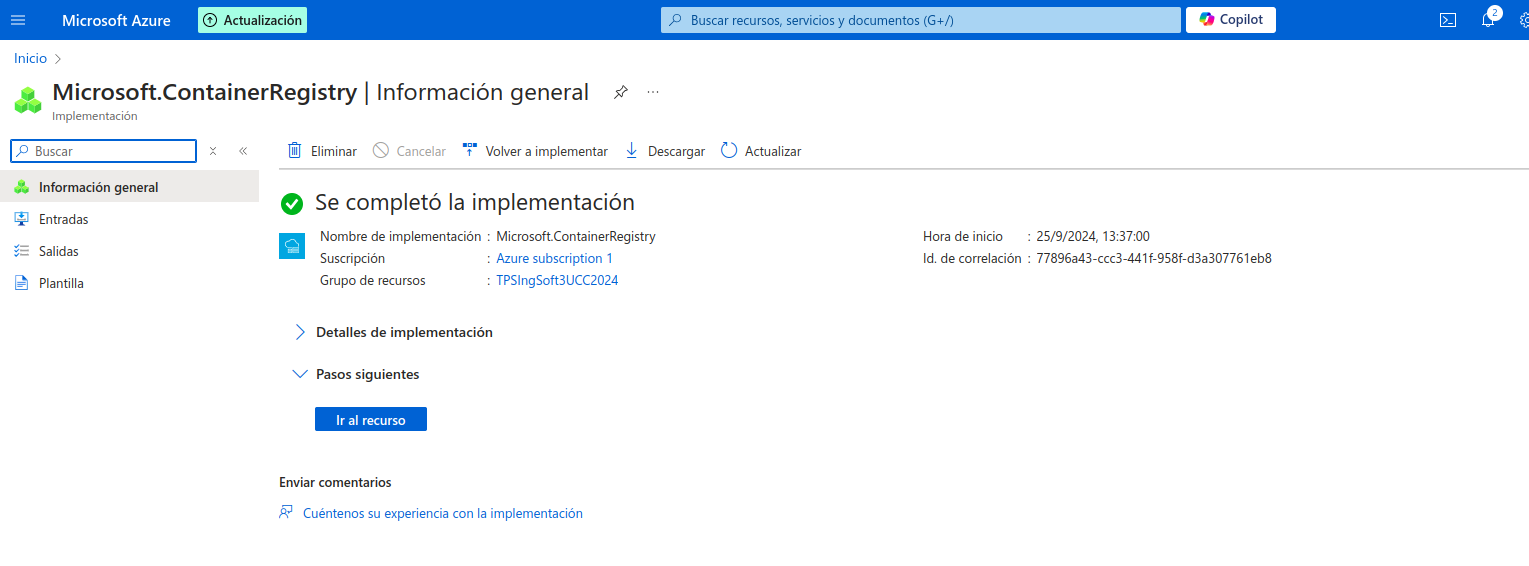 Microsoft Azure
Actualización
Buscar recursos, servicios y documentos (G+/)
Copilot
2
Inicio
Microsoft.ContainerRegistry | Información general
Implementación
Buscar
Eliminar
Cancelar
Volver a implementar
Descargar
Actualizar
Información general
Entradas
Salidas
Plantilla
Se completó la implementación
Nombre de implementación : Microsoft.ContainerRegistry
Suscripción : Azure subscription 1
Grupo de recursos : TPSIngSoft3UCC2024
Hora de inicio : 25/9/2024, 13:37:00
Id. de correlación : 77896a43-ccc3-441f-958f-d3a307761eb8
Detalles de implementación
Pasos siguientes
Ir al recurso
Enviar comentarios
Cuéntenos su experiencia con la implementación